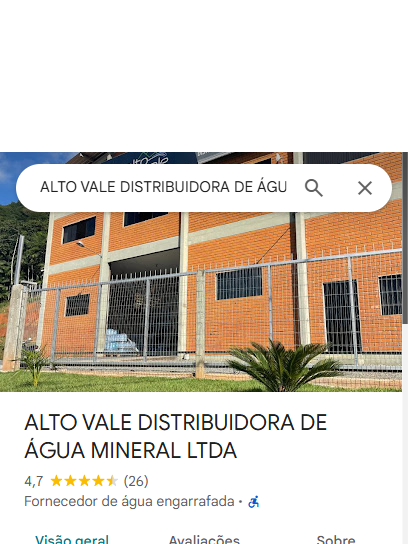 ALTO VALE DISTRIBUIDORA DE ÁGU
ALTO VALE DISTRIBUIDORA DE
ÁGUA MINERAL LTDA
4,7 (26)
Fornecedor de água engarrafada •
Visão geral Avaliações Sobre